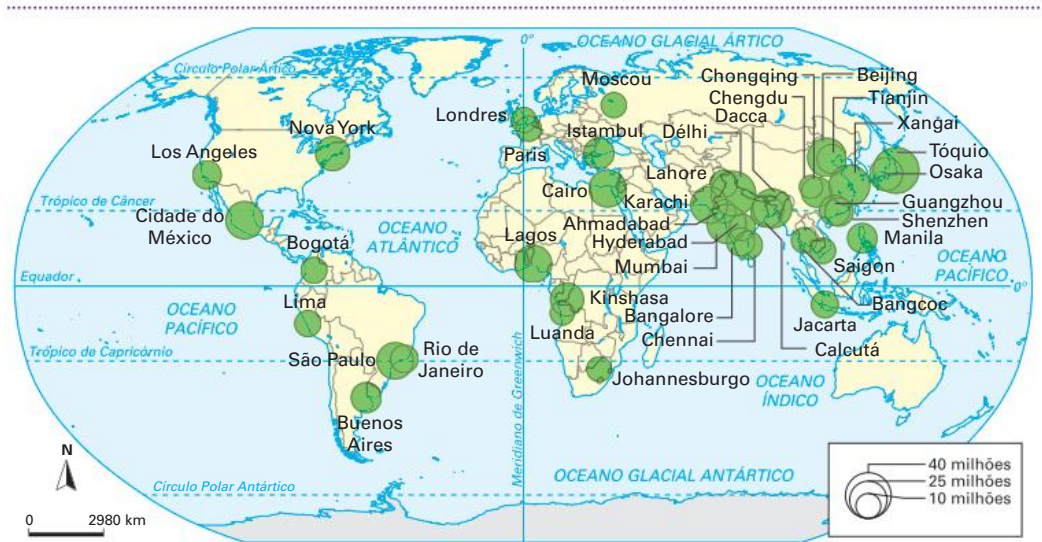 0°
OCEANO GLACIAL ÁRTICO
Círculo Polar Ártico
Moscou
Chongqing
Beijing
Chengdu
Tianjin
Londres
Dacca
Nova York
Istambul
Délhi
Xangai
Los Angeles
Paris
Lahore
Tóquio
Cairo
Karachi
Osaka
Trópico de Câncer
Ahmadabad
Guangzhou
Cidade do
México
OCEANO
ATLÂNTICO
Hyderabad
Shenzhen
Bogotá
Lagos
Mumbai
Manila
OCEANO
PACÍFICO
Saigon
Equador
0°
Lima
Kinshasa
Bangcoc
OCEANO
PACÍFICO
Luanda
Bangalore
Jacarta
Chennai
Calcutá
Trópico de Capricórnio
São Paulo
Rio de
Janeiro
Meridiano de Greenwich
Johannesburgo
OCEANO
ÍNDICO
Buenos
Aires
N
OCEANO GLACIAL ANTÁRTICO
40 milhões
25 milhões
10 milhões
Círculo Polar Antártico
0 2980 km